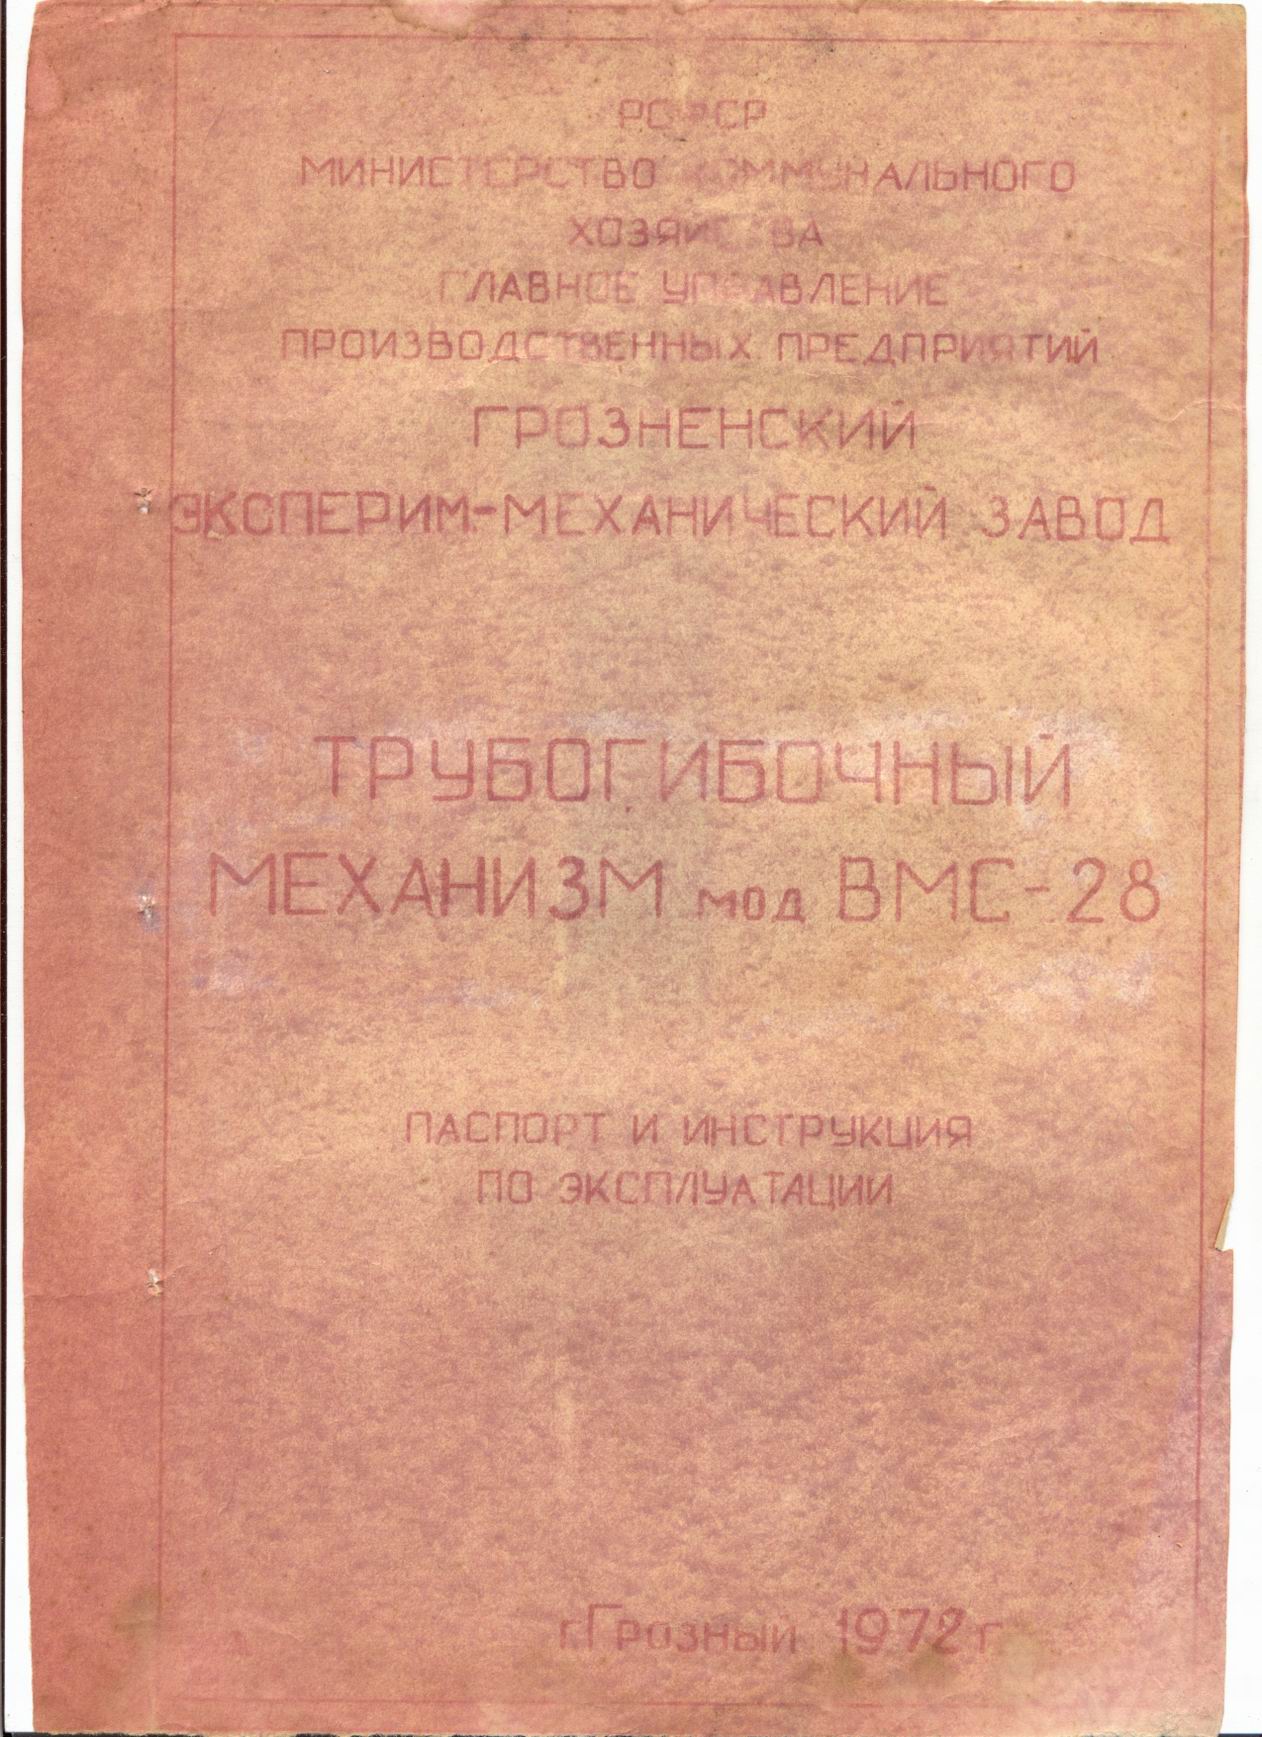 РСФСР
МИНИСТЕРСТВО КОММУНАЛЬНОГО
ХОЗЯЙСТВА
ГЛАВНОЕ УПРАВЛЕНИЕ
ПРОИЗВОДСТВЕННЫХ ПРЕДПРИЯТИЙ
ГРОЗНЕНСКИЙ
ЭКСПЕРИМ-МЕХАНИЧЕСКИЙ ЗАВОД
ТРУБОГИБОЧНЫЙ
МЕХАНИЗМ мод ВМС-28
ПАСПОРТ И ИНСТРУКЦИЯ
ПО ЭКСПЛУАТАЦИИ
г.Грозный 1972г